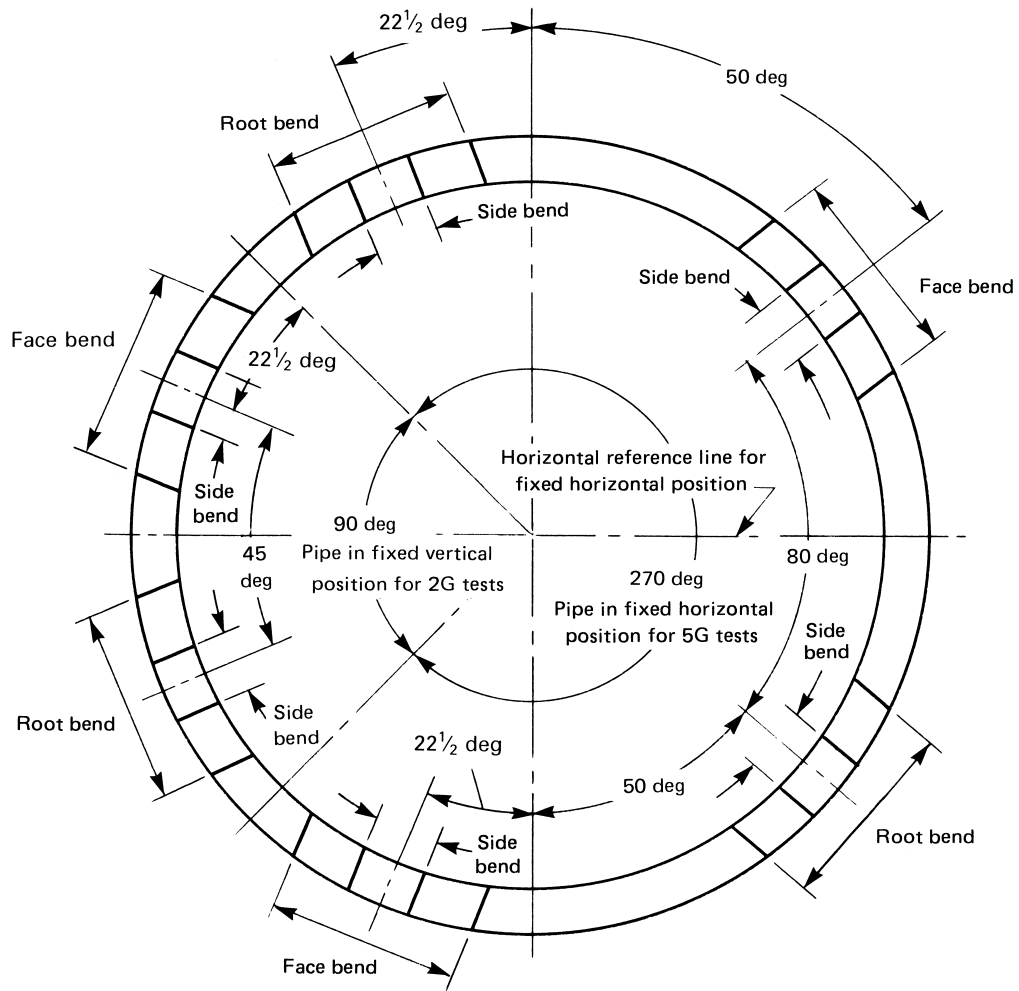 22½ deg
50 deg
Root bend
Side bend
Side bend
Face bend
Face bend
22½ deg
Horizontal reference line for
fixed horizontal position
Side
bend
90 deg
Pipe in fixed vertical
position for 2G tests
45
deg
80 deg
270 deg
Pipe in fixed horizontal
position for 5G tests
Side
bend
Root bend
Side
bend
22½ deg
50 deg
Side
bend
Root bend
Face bend